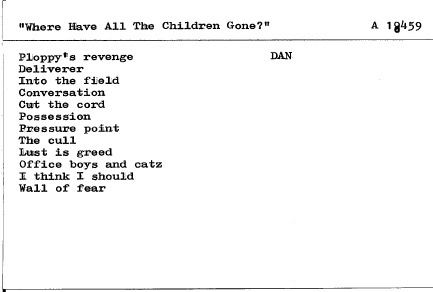 "Where Have All The Children Gone?" A 18459
Ploppy's revenge DAN
Deliverer
Into the field
Conversation
Cut the cord
Possession
Pressure point
The cull
Lust is greed
Office boys and catz
I think I should
Wall of fear